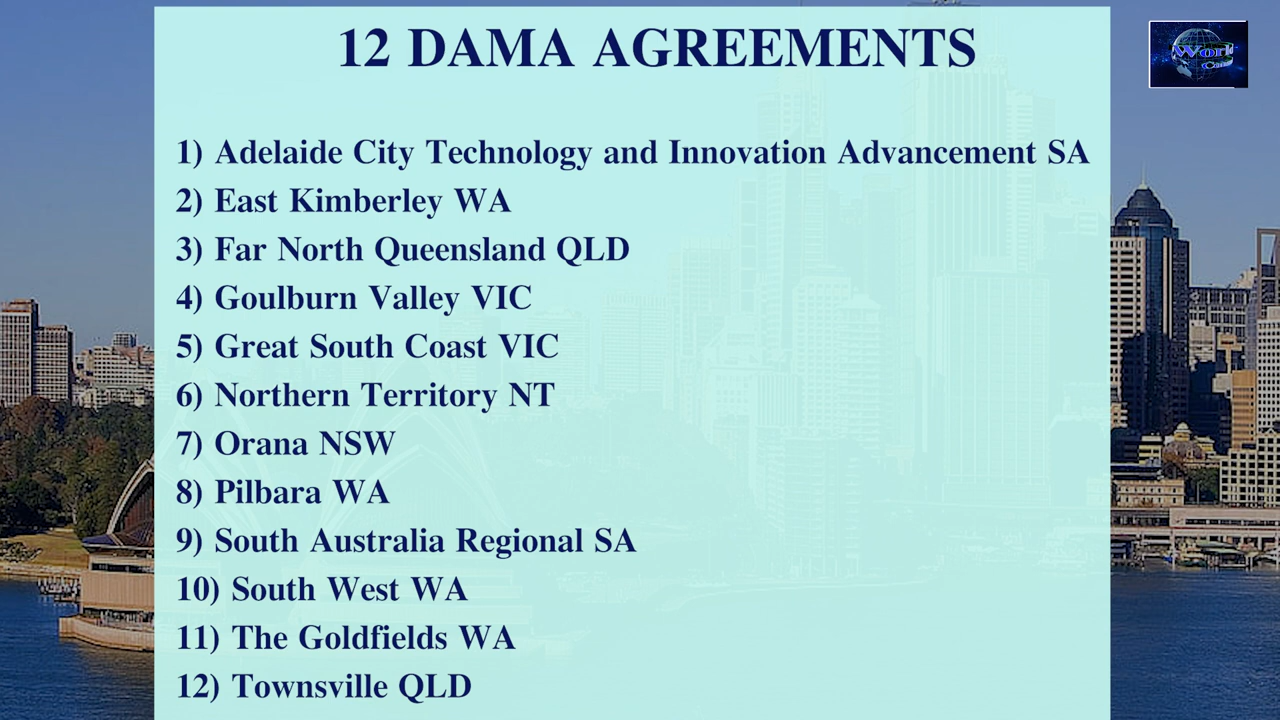 12 DAMA AGREEMENTS
1) Adelaide City Technology and Innovation Advancement SA
2) East Kimberley WA
3) Far North Queensland QLD
4) Goulburn Valley VIC
5) Great South Coast VIC
6) Northern Territory NT
7) Orana NSW
8) Pilbara WA
9) South Australia Regional SA
10) South West WA
11) The Goldfields WA
12) Townsville QLD